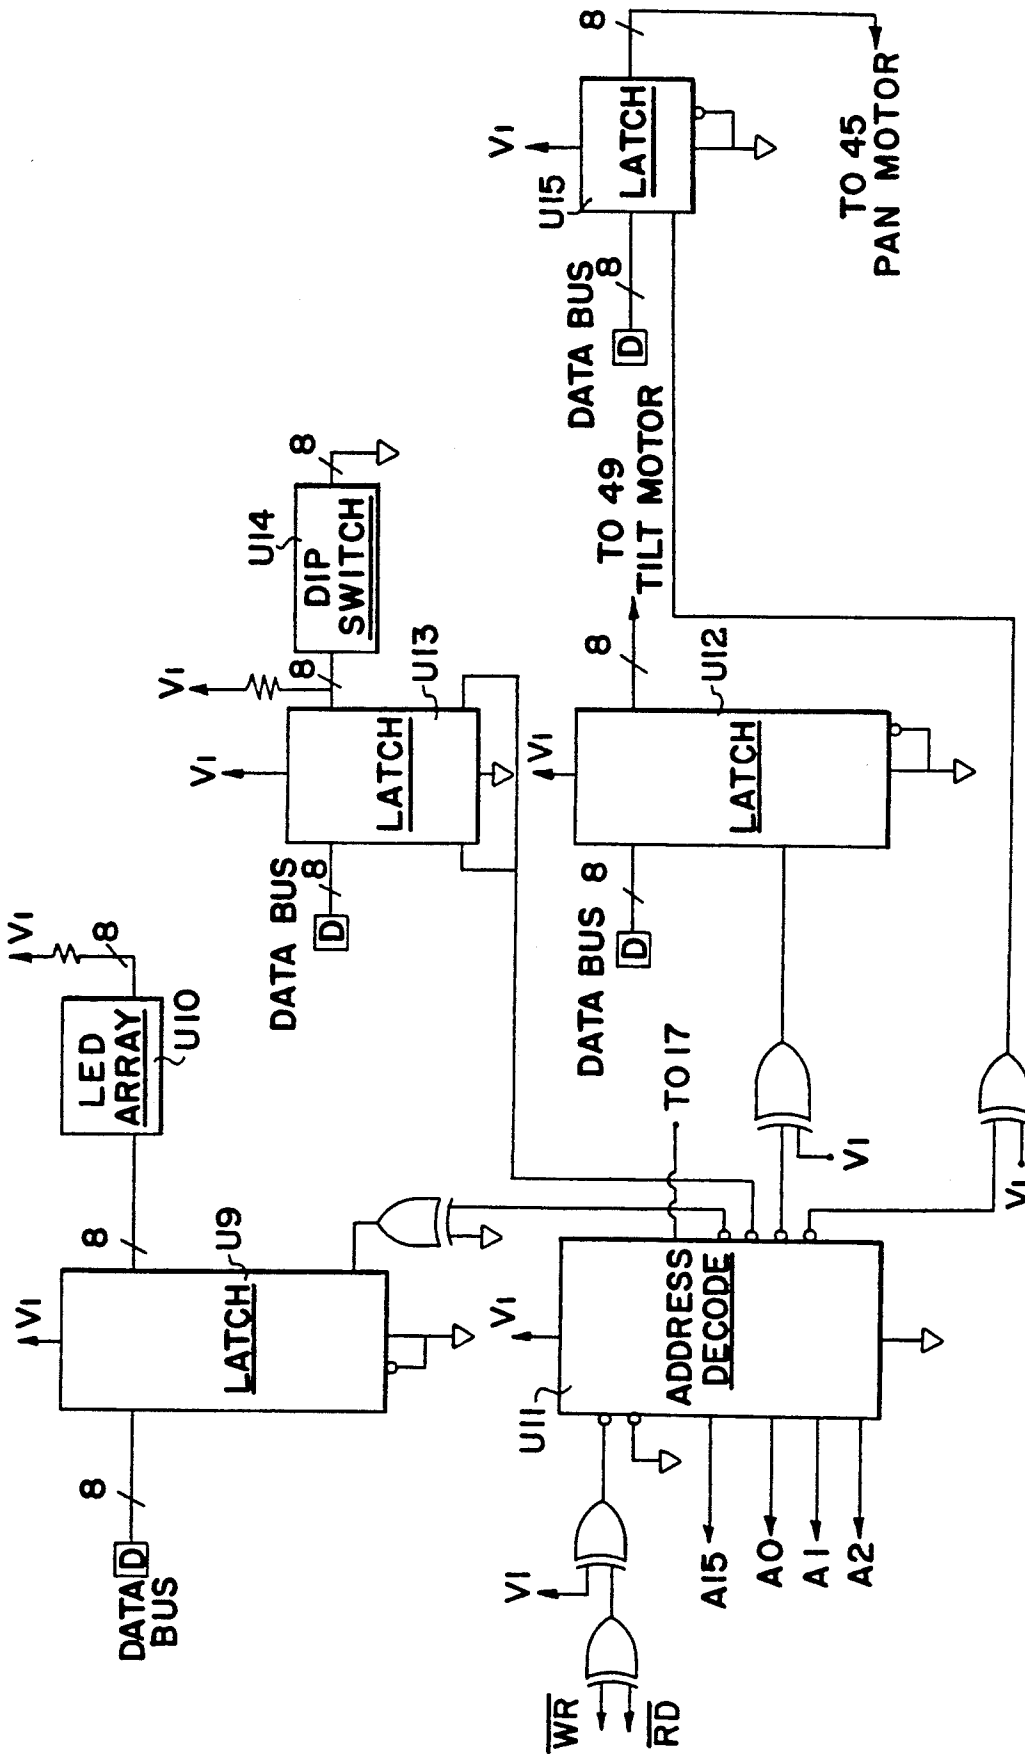 V1
8
V1
LED
ARRAY
U10
8
U9
LATCH
8
D
DATA
BUS
V1
V1
8
U14
DIP
SWITCH
8
U13
LATCH
DATA BUS
8
D
V1
8
TO 49
TILT MOTOR
U12
LATCH
DATA BUS
8
D
V1
8
U15
LATCH
DATA BUS
8
D
TO 45
PAN MOTOR
TO 17
V1
V1
V1
U11
ADDRESS
DECODE
V1
WR
RD
A15
A0
A1
A2